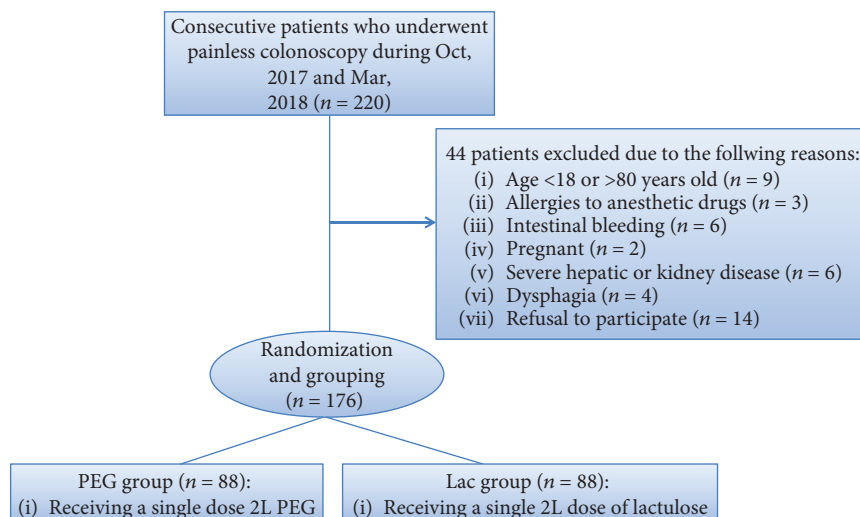 Consecutive patients who underwent
painless colonoscopy during Oct,
2017 and Mar,
2018 (n = 220)
44 patients excluded due to the follwing reasons:
(i) Age <18 or >80 years old (n = 9)
(ii) Allergies to anesthetic drugs (n = 3)
(iii) Intestinal bleeding (n = 6)
(iv) Pregnant (n = 2)
(v) Severe hepatic or kidney disease (n = 6)
(vi) Dysphagia (n = 4)
(vii) Refusal to participate (n = 14)
Randomization
and grouping
(n = 176)
PEG group (n = 88):
(i) Receiving a single dose 2L PEG
Lac group (n = 88):
(i) Receiving a single 2L dose of lactulose